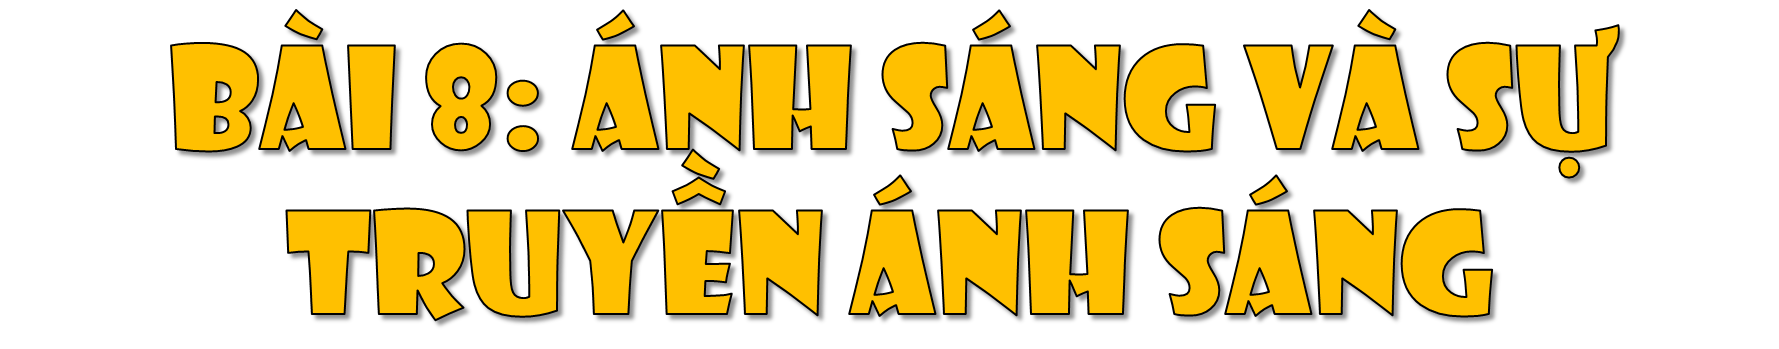 BÀI 8: ÁNH SÁNG VÀ SỰ
TRUYỀN ÁNH SÁNG